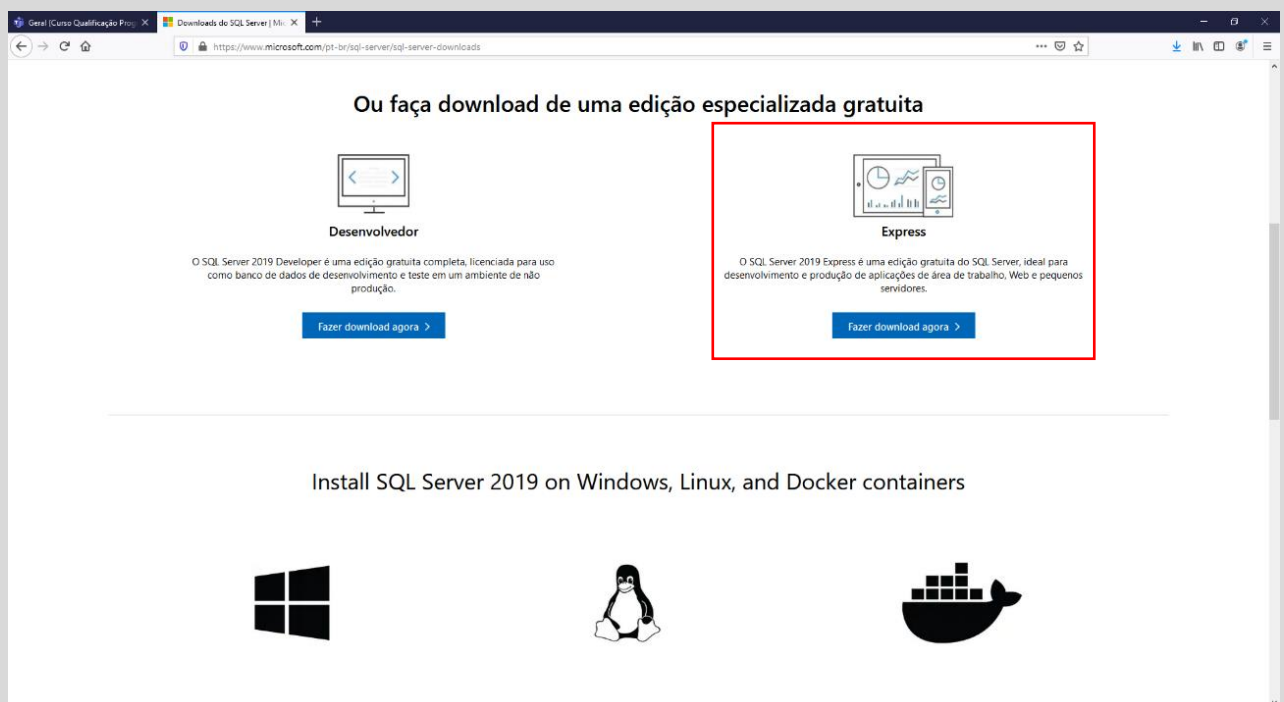 Geral (Curso Qualificação Prog
Downloads do SQL Server | Mic
https://www.microsoft.com/pt-br/sql-server/sql-server-downloads
Ou faça download de uma edição especializada gratuita
Desenvolvedor
O SQL Server 2019 Developer é uma edição gratuita completa, licenciada para uso
como banco de dados de desenvolvimento e teste em um ambiente de não
produção.
Fazer download agora >
Express
O SQL Server 2019 Express é uma edição gratuita do SQL Server, ideal para
desenvolvimento e produção de aplicações de área de trabalho, Web e pequenos
servidores.
Fazer download agora >
Install SQL Server 2019 on Windows, Linux, and Docker containers